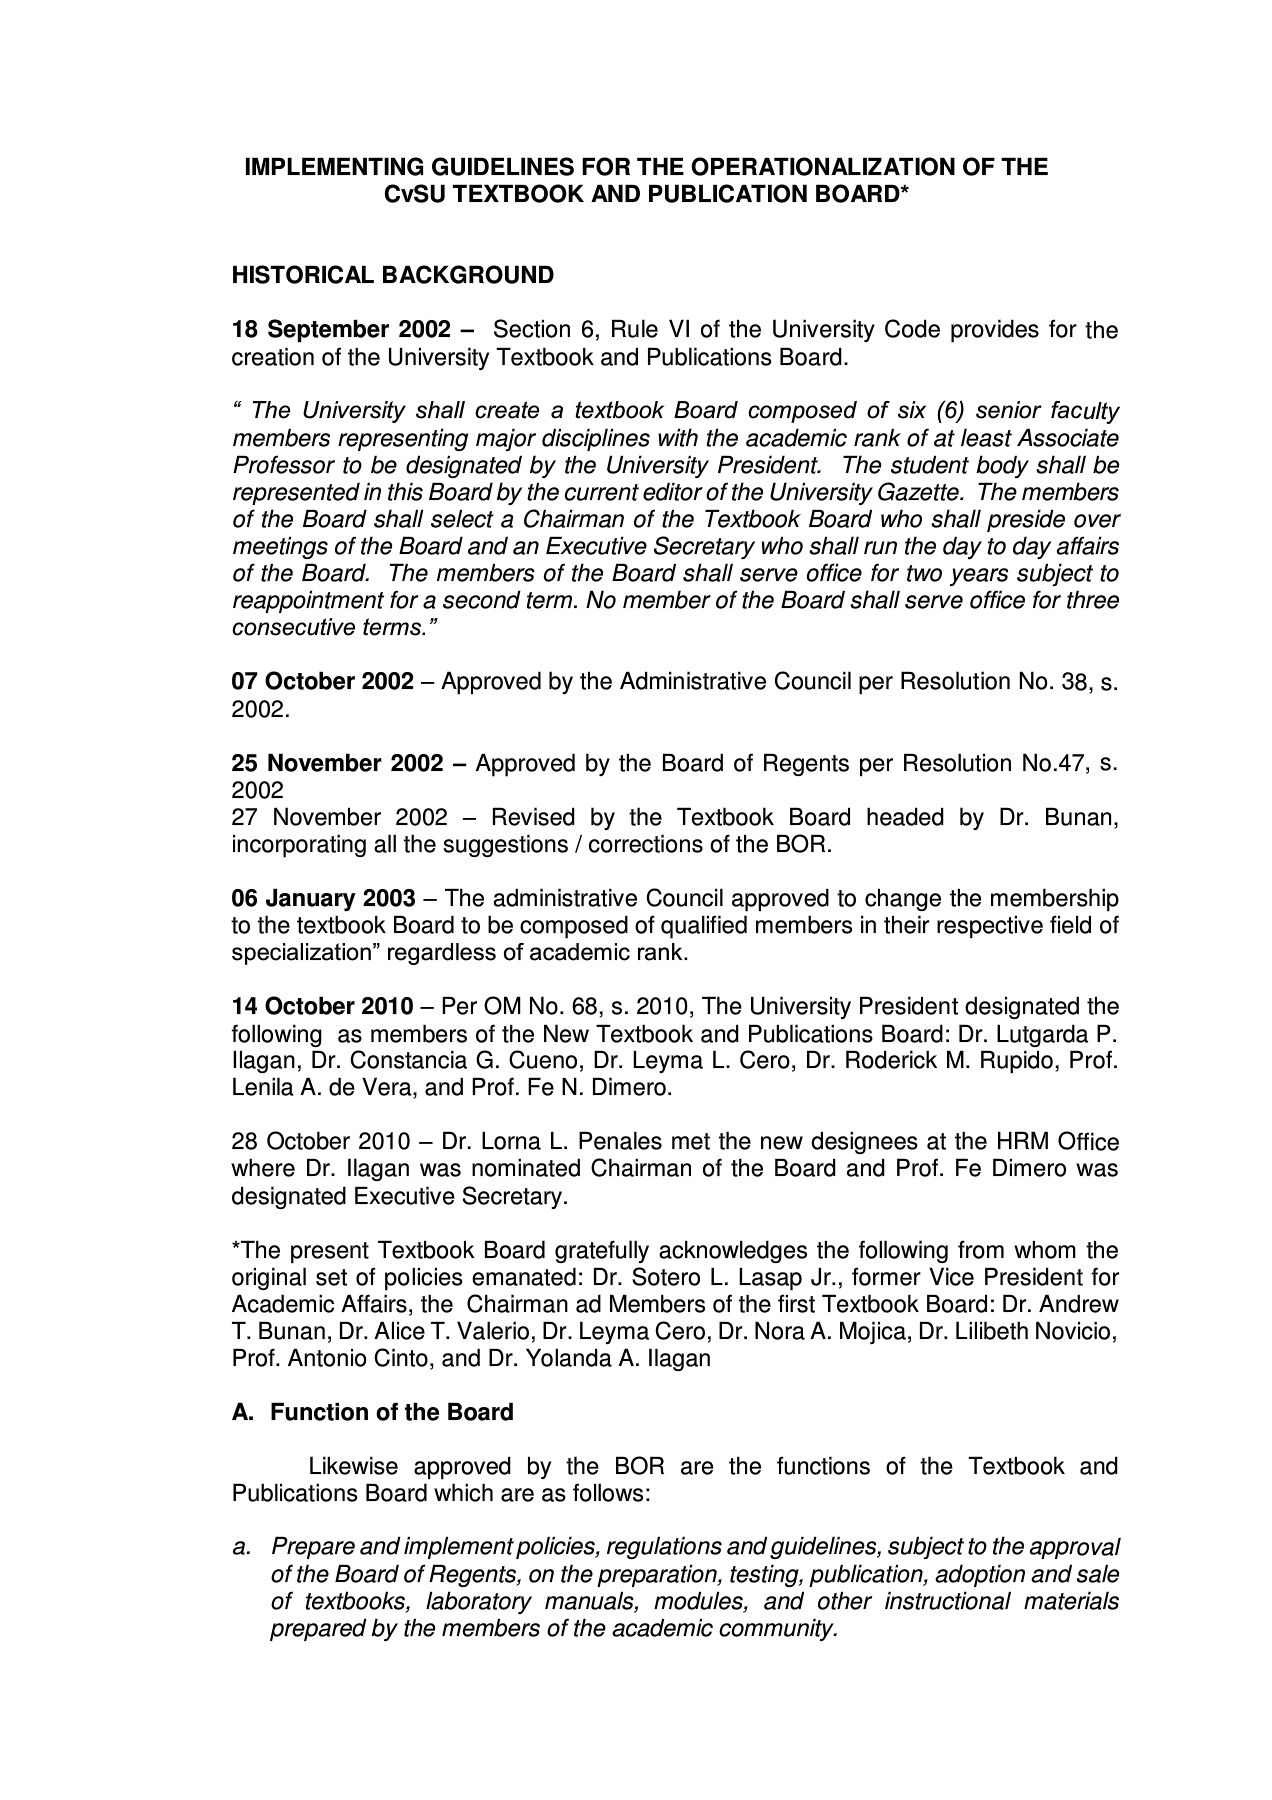 IMPLEMENTING GUIDELINES FOR THE OPERATIONALIZATION OF THE
CvSU TEXTBOOK AND PUBLICATION BOARD*
HISTORICAL BACKGROUND
18 September 2002 – Section 6, Rule VI of the University Code provides for the
creation of the University Textbook and Publications Board.
“ The University shall create a textbook Board composed of six (6) senior faculty
members representing major disciplines with the academic rank of at least Associate
Professor to be designated by the University President. The student body shall be
represented in this Board by the current editor of the University Gazette. The members
of the Board shall select a Chairman of the Textbook Board who shall preside over
meetings of the Board and an Executive Secretary who shall run the day to day affairs
of the Board. The members of the Board shall serve office for two years subject to
reappointment for a second term. No member of the Board shall serve office for three
consecutive terms.”
07 October 2002 – Approved by the Administrative Council per Resolution No. 38, s.
2002.
25 November 2002 – Approved by the Board of Regents per Resolution No.47, s.
2002
27 November 2002 – Revised by the Textbook Board headed by Dr. Bunan,
incorporating all the suggestions / corrections of the BOR.
06 January 2003 – The administrative Council approved to change the membership
to the textbook Board to be composed of qualified members in their respective field of
specialization” regardless of academic rank.
14 October 2010 – Per OM No. 68, s. 2010, The University President designated the
following as members of the New Textbook and Publications Board: Dr. Lutgarda P.
Ilagan, Dr. Constancia G. Cueno, Dr. Leyma L. Cero, Dr. Roderick M. Rupido, Prof.
Lenila A. de Vera, and Prof. Fe N. Dimero.
28 October 2010 – Dr. Lorna L. Penales met the new designees at the HRM Office
where Dr. Ilagan was nominated Chairman of the Board and Prof. Fe Dimero was
designated Executive Secretary.
*The present Textbook Board gratefully acknowledges the following from whom the
original set of policies emanated: Dr. Sotero L. Lasap Jr., former Vice President for
Academic Affairs, the Chairman ad Members of the first Textbook Board: Dr. Andrew
T. Bunan, Dr. Alice T. Valerio, Dr. Leyma Cero, Dr. Nora A. Mojica, Dr. Lilibeth Novicio,
Prof. Antonio Cinto, and Dr. Yolanda A. Ilagan
A. Function of the Board
Likewise approved by the BOR are the functions of the Textbook and
Publications Board which are as follows:
a. Prepare and implement policies, regulations and guidelines, subject to the approval
of the Board of Regents, on the preparation, testing, publication, adoption and sale
of textbooks, laboratory manuals, modules, and other instructional materials
prepared by the members of the academic community.